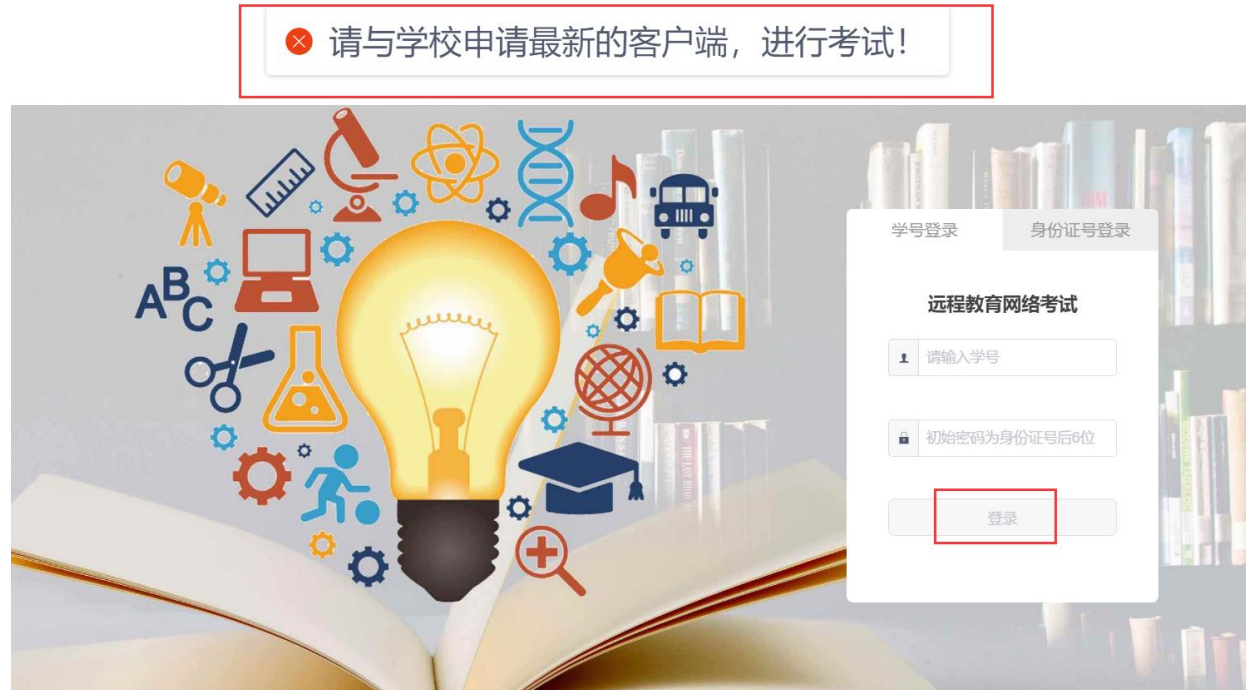 请与学校申请最新的客户端，进行考试！
学号登录
身份证号登录
远程教育网络考试
请输入学号
初始密码为身份证号后6位
登录
ABC